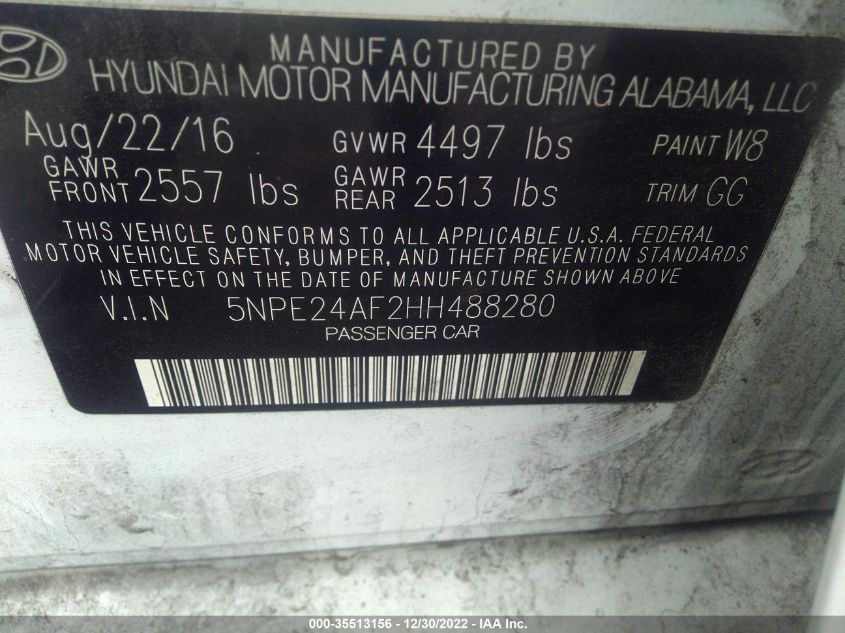 MANUFACTURED BY
HYUNDAI MOTOR MANUFACTURING ALABAMA, LLC
Aug/22/16 GVWR 4497 lbs PAINT W8
GAWR FRONT 2557 lbs GAWR REAR 2513 lbs TRIM GG
THIS VEHICLE CONFORMS TO ALL APPLICABLE U.S.A. FEDERAL
MOTOR VEHICLE SAFETY, BUMPER, AND THEFT PREVENTION STANDARDS
IN EFFECT ON THE DATE OF MANUFACTURE SHOWN ABOVE
V.I.N 5NPE24AF2HH488280
PASSENGER CAR
000-35513156 - 12/30/2022 - IAA Inc.